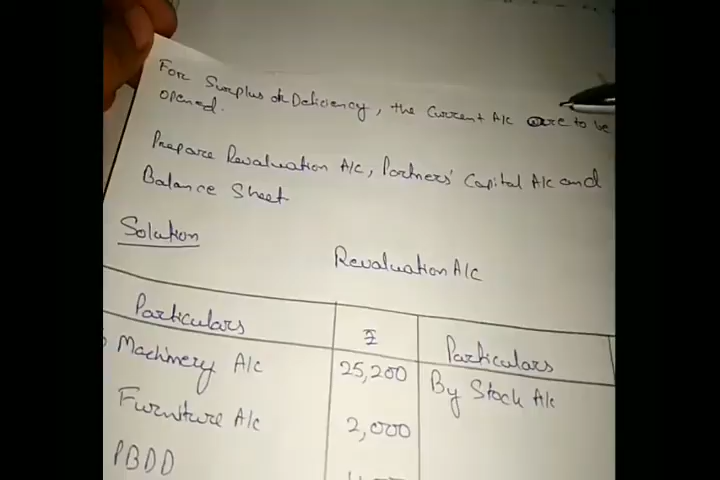 For Surplus or Deficiency, the Current A/c are to be
opened.
Prepare Revaluation A/c, Partners' Capital A/c and
Balance Sheet
Solution
Revaluation A/c
Particulars ₹ Particulars
Machinery A/c 25,200 By Stock A/c
Furniture A/c 2,000
PBDD